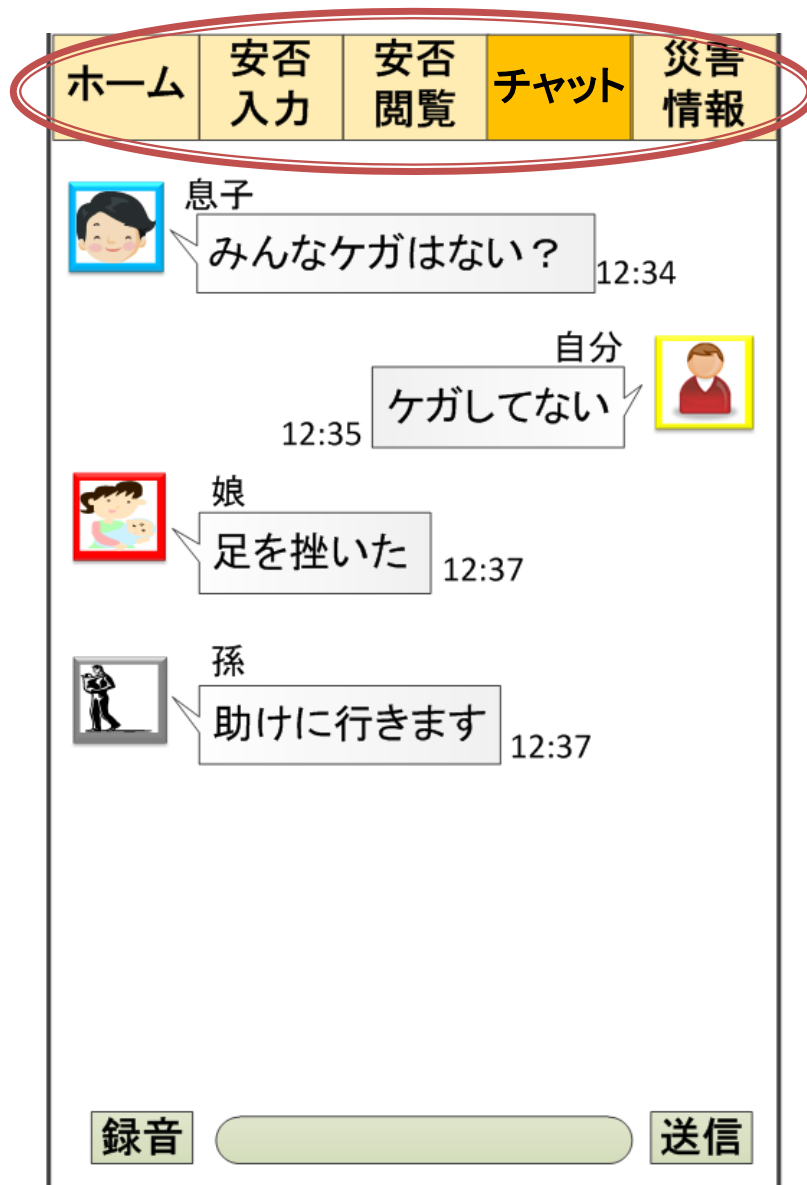 ホーム
安否
入力
安否
閲覧
チャット
災害
情報
息子
みんなケガはない？
12:34
自分
ケガしてない
12:35
娘
足を挫いた
12:37
孫
助けに行きます
12:37
録音
送信